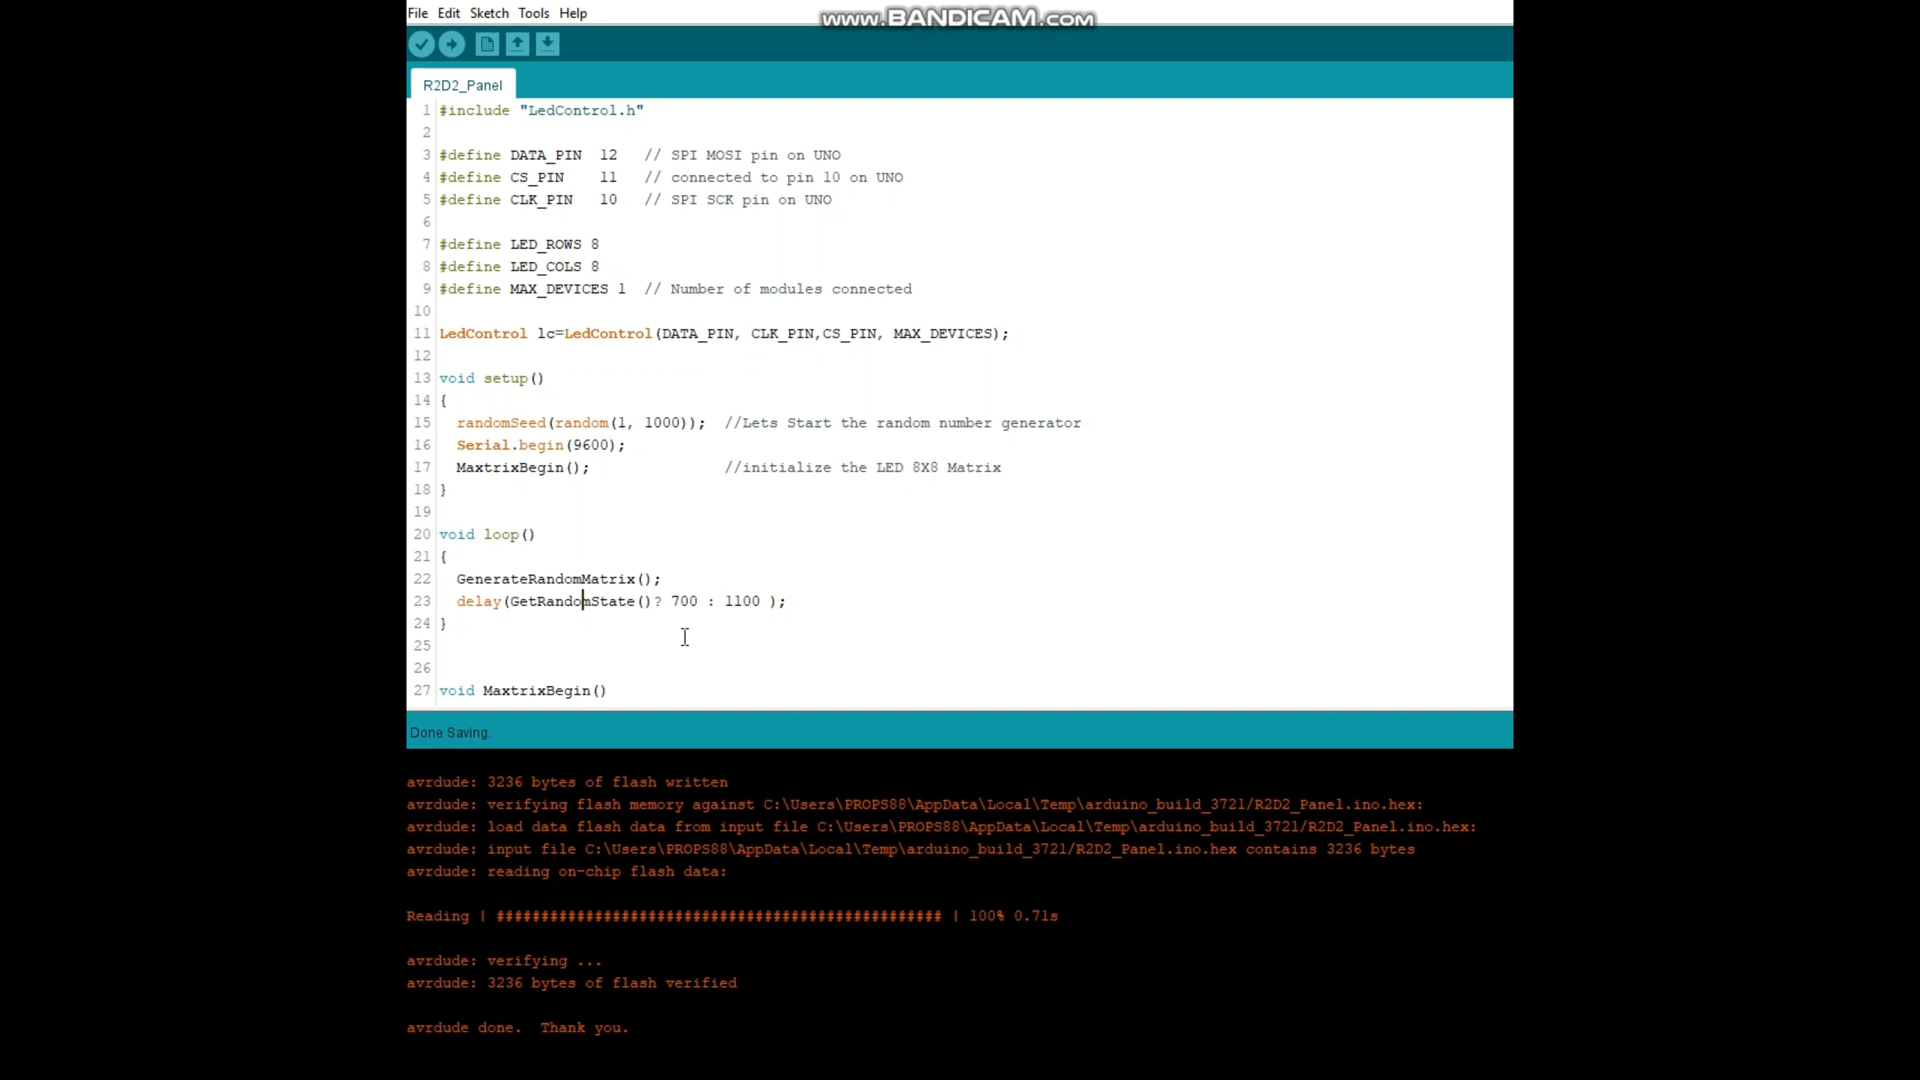 File Edit Sketch Tools Help
www.BANDICAM.com
R2D2_Panel
1 #include "LedControl.h"
2
3 #define DATA_PIN  12   // SPI MOSI pin on UNO
4 #define CS_PIN    11   // connected to pin 10 on UNO
5 #define CLK_PIN   10   // SPI SCK pin on UNO
6
7 #define LED_ROWS 8
8 #define LED_COLS 8
9 #define MAX_DEVICES 1  // Number of modules connected
10
11 LedControl lc=LedControl(DATA_PIN, CLK_PIN,CS_PIN, MAX_DEVICES);
12
13 void setup()
14 {
15   randomSeed(random(1, 1000));  //Lets Start the random number generator
16   Serial.begin(9600);
17   MaxtrixBegin();               //initialize the LED 8X8 Matrix
18 }
19
20 void loop()
21 {
22   GenerateRandomMatrix();
23   delay(GetRandomState()? 700 : 1100 );
24 }
25
26
27 void MaxtrixBegin()
Done Saving.
avrdude: 3236 bytes of flash written
avrdude: verifying flash memory against C:\Users\PROPS88\AppData\Local\Temp\arduino_build_3721/R2D2_Panel.ino.hex:
avrdude: load data flash data from input file C:\Users\PROPS88\AppData\Local\Temp\arduino_build_3721/R2D2_Panel.ino.hex:
avrdude: input file C:\Users\PROPS88\AppData\Local\Temp\arduino_build_3721/R2D2_Panel.ino.hex contains 3236 bytes
avrdude: reading on-chip flash data:
Reading | ################################################## | 100% 0.71s
avrdude: verifying ...
avrdude: 3236 bytes of flash verified
avrdude done.  Thank you.